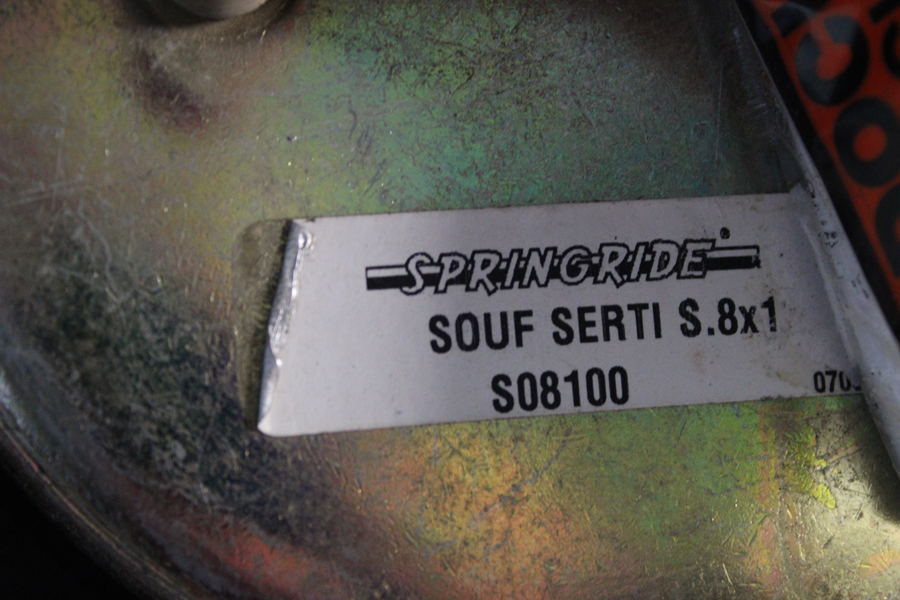 SPRINGRIDE®
SOUF SERTI S.8x1
S08100